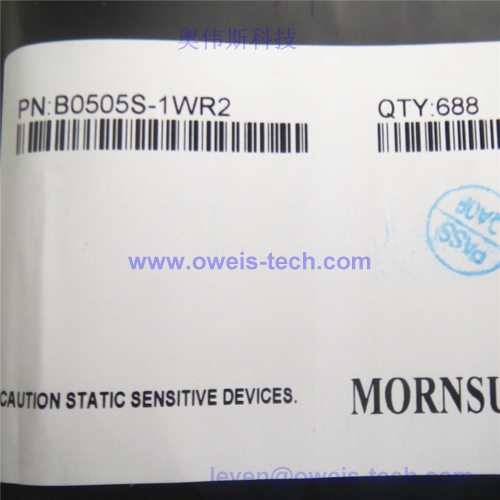 奥伟斯科技
PN:B0505S-1WR2
QTY:688
PASS
www.oweis-tech.com
CAUTION STATIC SENSITIVE DEVICES.
MORNSU
leven@oweis-tech.com